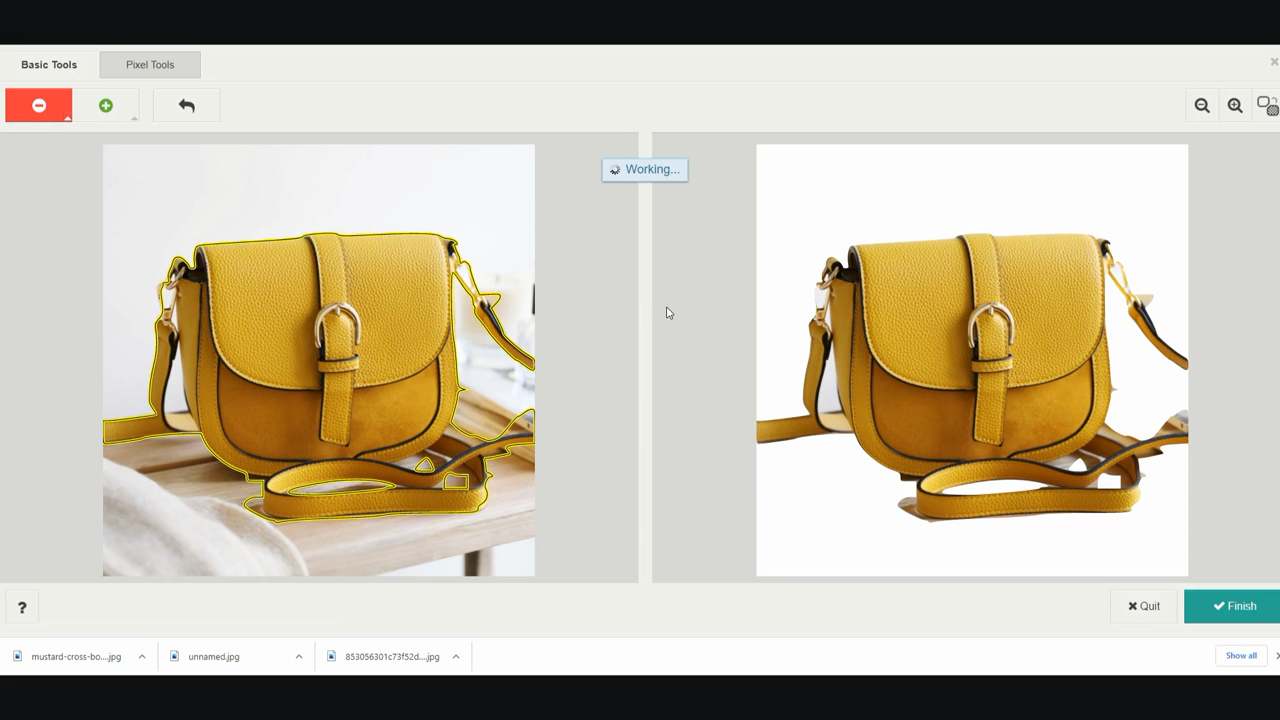 Basic Tools
Pixel Tools
Working...
?
Quit
Finish
mustard-cross-bo....jpg
unnamed.jpg
853056301c73f52d....jpg
Show all